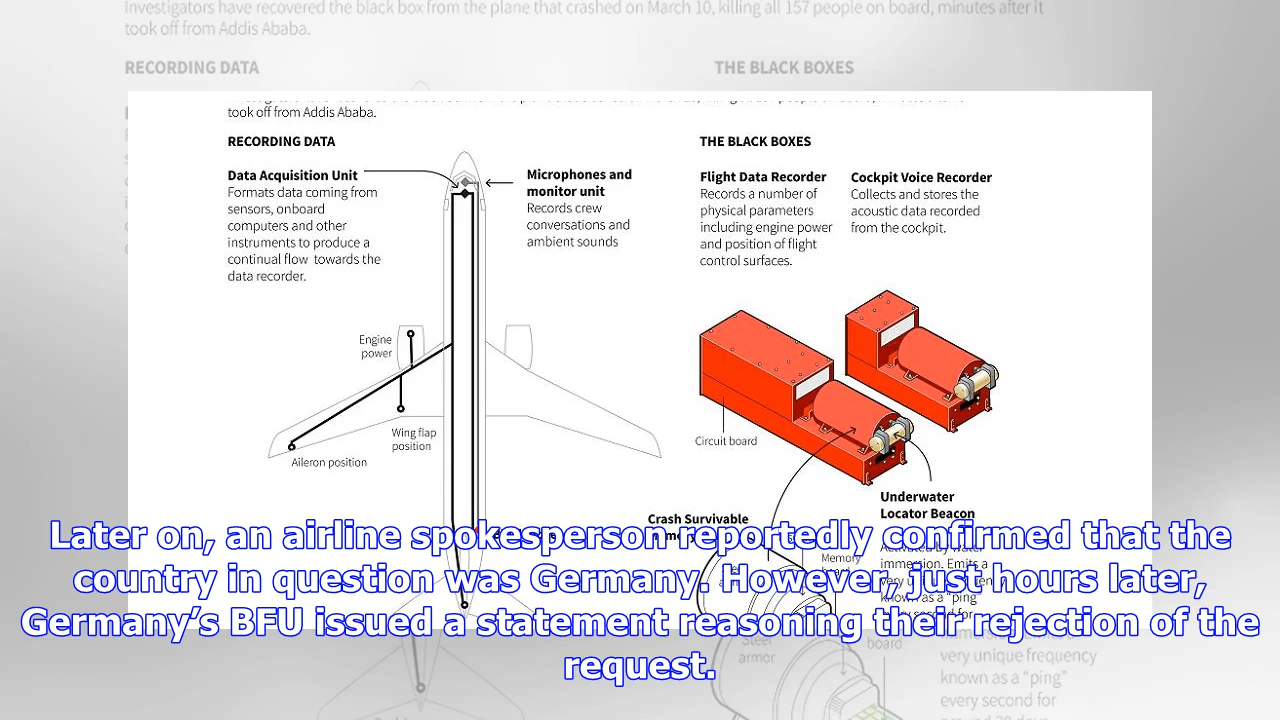 Investigators have recovered the black box from the plane that crashed on March 10, killing all 157 people on board, minutes after it
took off from Addis Ababa.
RECORDING DATA
THE BLACK BOXES
took off from Addis Ababa.
RECORDING DATA
Data Acquisition Unit
Formats data coming from
sensors, onboard
computers and other
instruments to produce a
continual flow towards the
data recorder.
Microphones and
monitor unit
Records crew
conversations and
ambient sounds
Engine
power
Wing flap
position
Aileron position
THE BLACK BOXES
Flight Data Recorder
Records a number of
physical parameters
including engine power
and position of flight
control surfaces.
Cockpit Voice Recorder
Collects and stores the
acoustic data recorded
from the cockpit.
Circuit board
Crash Survivable
Underwater
Locator Beacon
immersion. Emits a
known as a "ping
Memory
Later on, an airline spokesperson reportedly confirmed that the
country in question was Germany. However, just hours later,
Germany's BFU issued a statement reasoning their rejection of the
request.
Steel
armor
board
very unique frequency
known as a "ping"
every second for